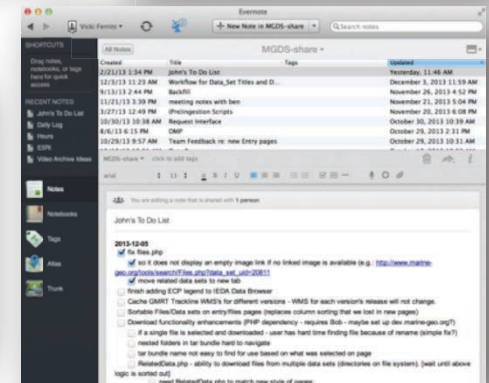 Evernote
Vicki Ferrini
+ New Note in MGDS-share
Search notes
SHORTCUTS
Drag notes, notebooks, or tags here for quick access
RECENT NOTES
John's To Do List
Daily Log
Hours
ESPII
Video Archive Ideas
Notes
Notebooks
Tags
Atlas
Trunk
All Notes
MGDS-share
Created Title Tags Updated
2/21/13 1:34 PM John's To Do List Yesterday, 11:46 AM
12/3/13 11:23 AM Workflow for Data_Set Titles and D... December 3, 2013 11:59 AM
9/13/13 2:44 PM Backfill November 26, 2013 4:52 PM
11/21/13 3:39 PM meeting notes with ben November 21, 2013 5:04 PM
3/27/13 12:49 PM (Pre)ingestion Scripts November 20, 2013 6:08 PM
10/30/13 10:38 AM Request Interface October 30, 2013 10:39 AM
8/6/13 6:15 PM DMP October 29, 2013 2:31 PM
10/29/13 9:57 AM Team Feedback re: new Entry pages October 29, 2013 10:31 AM
MGDS-share click to add tags
arial 13 a B I U
You are editing a note that is shared with 1 person
John's To Do List
2013-12-05
fix files.php
so it does not display an empty image link if no linked image is available (e.g.: http://www.marine-
geo.org/tools/search/Files.php?data_set_uid=20611
move related data sets to new tab
finish adding ECP legend to IEDA Data Browser
Cache GMRT Trackline WMS's for different versions - WMS for each version's release will not change.
Sortable Files/Data sets on entry/files pages (replaces column sorting that we lost in new pages)
Download functionality enhancements (PHP dependency - requires Bob - maybe set up dev.marine-geo.org?)
if a single file is selected and downloaded - user has hard time finding file because of rename (simple fix?)
nested folders in tar bundle hard to navigate
tar bundle name not easy to find for use based on what was selected on page
RelatedData.php - ability to download files from multiple data sets (directories on file system). [wait until above
logic is sorted out]
need RelatedData.php to match new style of pages